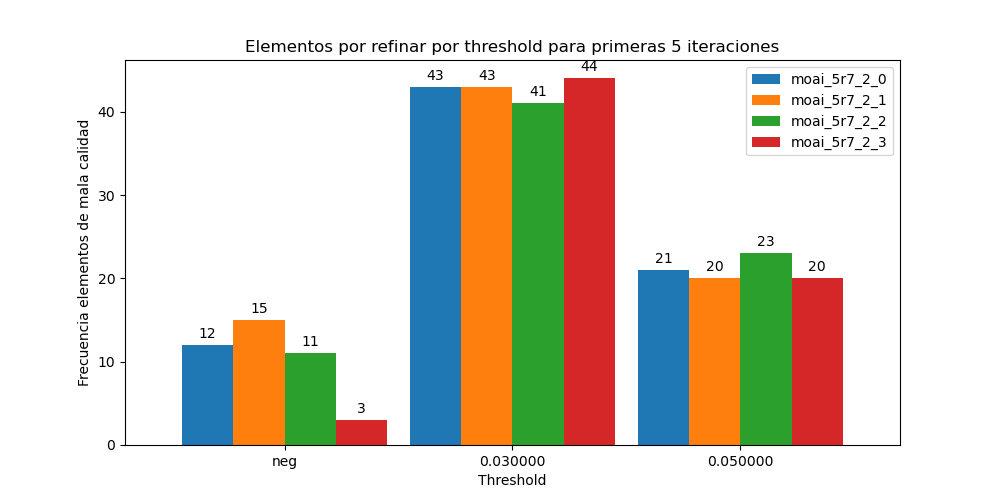 Elementos por refinar por threshold para primeras 5 iteraciones
44
43
43
41
moai_5r7_2_0
moai_5r7_2_1
moai_5r7_2_2
moai_5r7_2_3
23
21
20
20
15
12
11
3
Frecuencia elementos de mala calidad
40
30
20
10
0
neg
0.030000
0.050000
Threshold